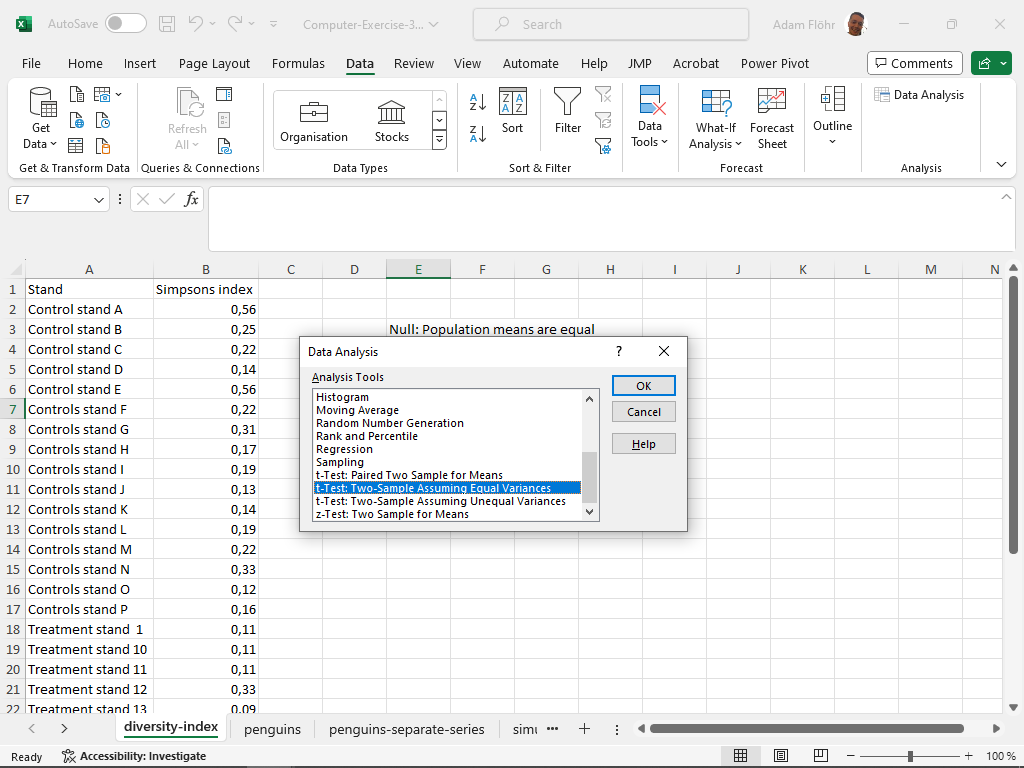 AutoSave
Computer-Exercise-3...
Search
Adam Flöhr
File Home Insert Page Layout Formulas Data Review View Automate Help JMP Acrobat Power Pivot Comments
Get Data
Refresh All
Organisation
Stocks
Sort
Filter
Data Tools
What-If Analysis
Forecast Sheet
Outline
Data Analysis
Get & Transform Data Queries & Connections Data Types Sort & Filter Forecast Analysis
E7 fx
A B C D E F G H I J K L M N
1 Stand Simpsons index
2 Control stand A 0,56
3 Control stand B 0,25 Null: Population means are equal
4 Control stand C 0,22
5 Control stand D 0,14
6 Control stand E 0,56
7 Controls stand F 0,22
8 Controls stand G 0,31
9 Controls stand H 0,17
10 Controls stand I 0,19
11 Controls stand J 0,13
12 Controls stand K 0,14
13 Controls stand L 0,19
14 Controls stand M 0,22
15 Controls stand N 0,33
16 Controls stand O 0,12
17 Controls stand P 0,16
18 Treatment stand 1 0,11
19 Treatment stand 10 0,11
20 Treatment stand 11 0,11
21 Treatment stand 12 0,33
22 Treatment stand 13 0,09
Data Analysis ?
Analysis Tools
Histogram
Moving Average
Random Number Generation
Rank and Percentile
Regression
Sampling
t-Test: Paired Two Sample for Means
t-Test: Two-Sample Assuming Equal Variances
t-Test: Two-Sample Assuming Unequal Variances
z-Test: Two Sample for Means
OK
Cancel
Help
diversity-index penguins penguins-separate-series simu ...
Ready Accessibility: Investigate 100 %